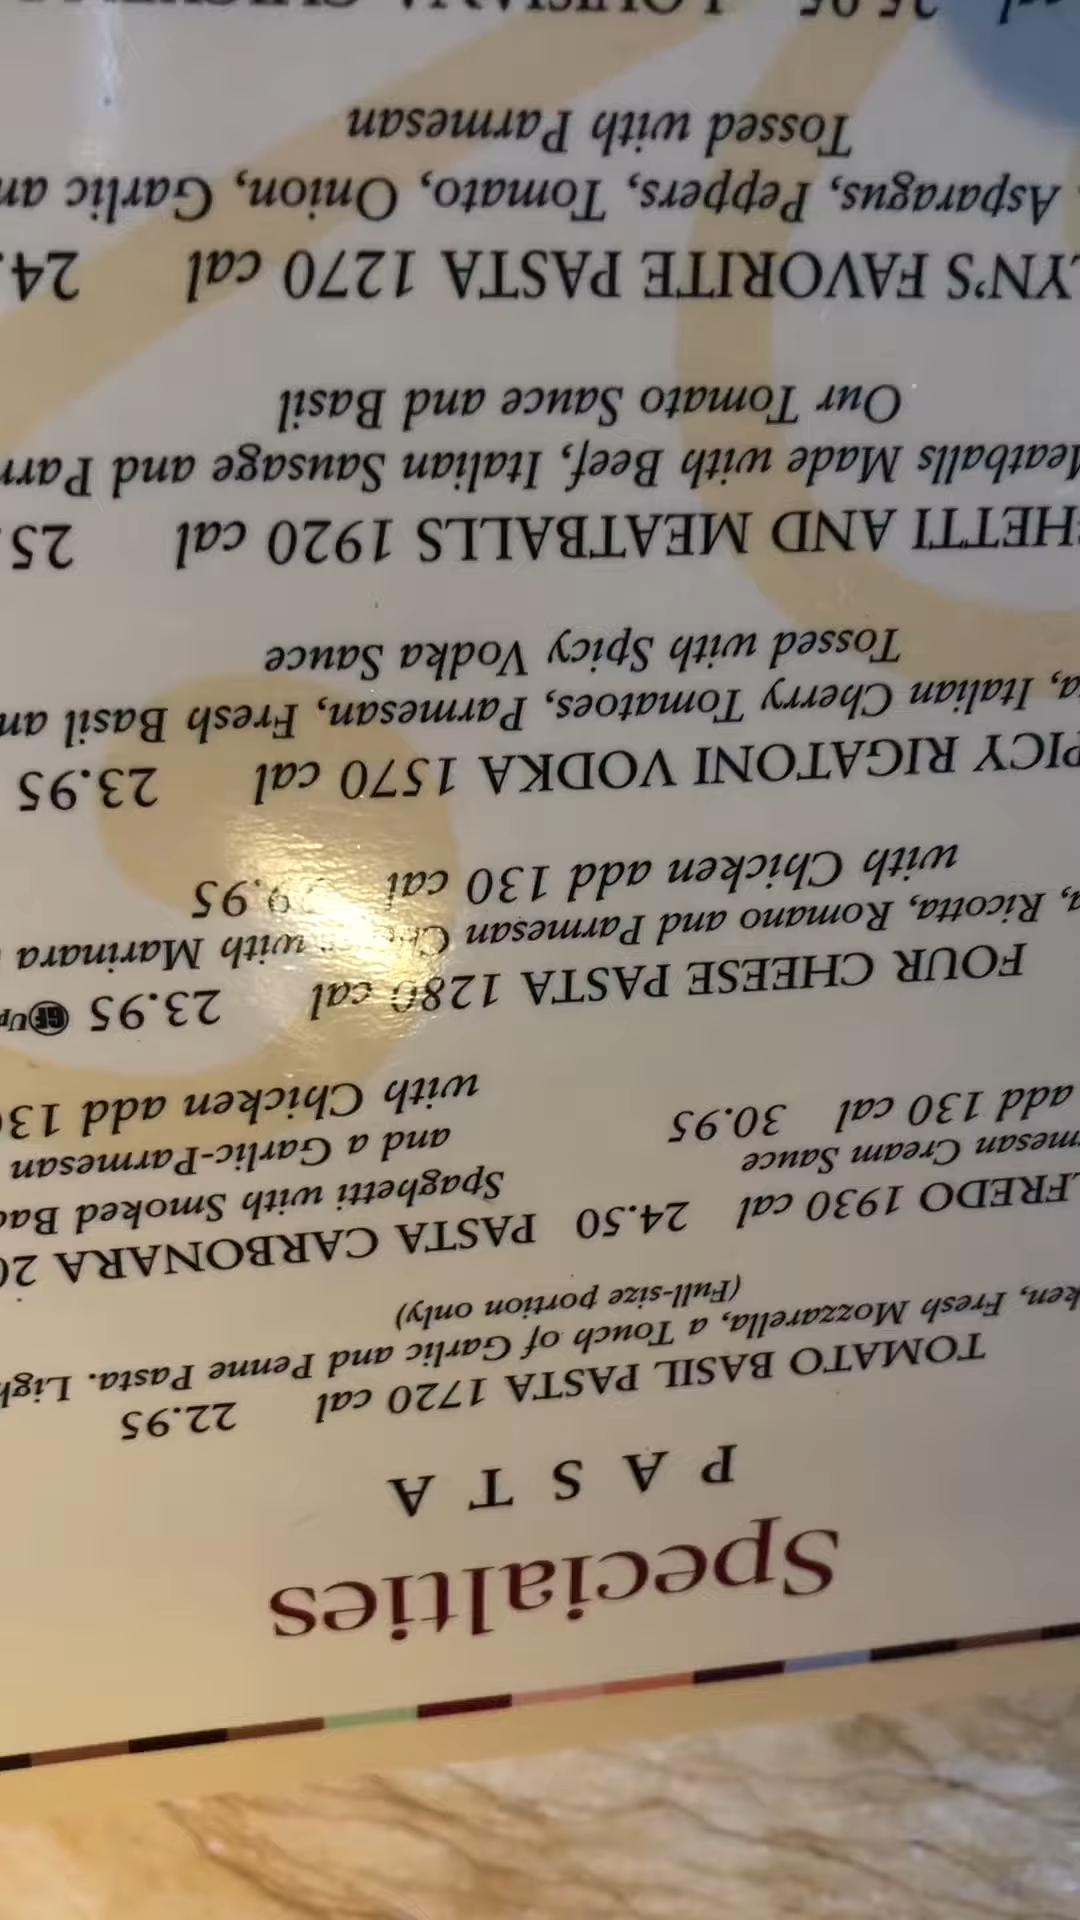 Specialties
P A S T A
TOMATO BASIL PASTA 1720 cal 22.95
ken, Fresh Mozzarella, a Touch of Garlic and Penne Pasta. Ligh
(Full-size portion only)
FREDO 1930 cal 24.50
mesan Cream Sauce
add 130 cal 30.95
PASTA CARBONARA 20
Spaghetti with Smoked Bac
and a Garlic-Parmesan
with Chicken add 13
FOUR CHEESE PASTA 1280 cal 23.95 GF
a, Ricotta, Romano and Parmesan with Marinara
with Chicken add 130 cal
PICY RIGATONI VODKA 1570 cal 23.95
a, Italian Cherry Tomatoes, Parmesan, Fresh Basil an
Tossed with Spicy Vodka Sauce
HETTI AND MEATBALLS 1920 cal 25.
Meatballs Made with Beef, Italian Sausage and Parm
Our Tomato Sauce and Basil
YN'S FAVORITE PASTA 1270 cal 24.
Asparagus, Peppers, Tomato, Onion, Garlic an
Tossed with Parmesan